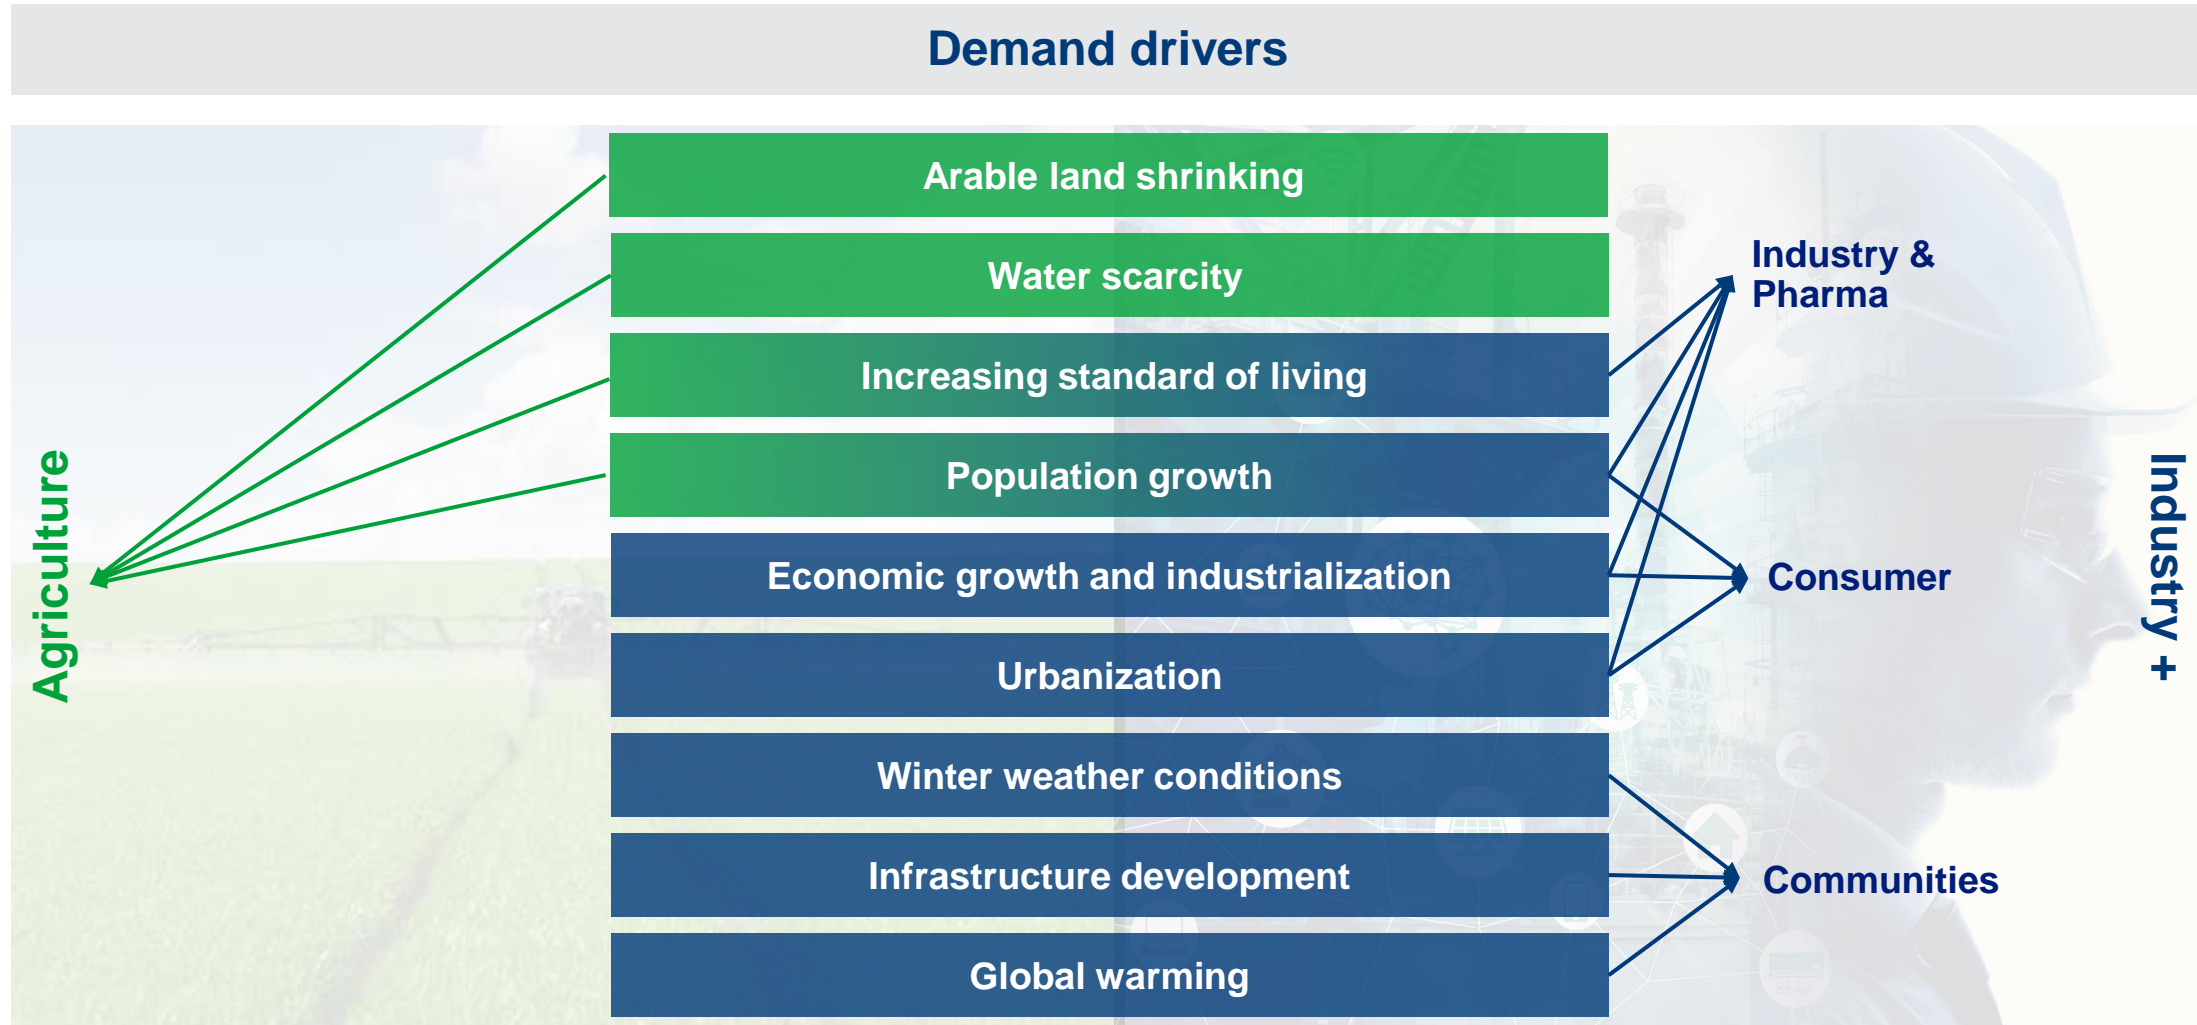 Demand drivers
Arable land shrinking
Water scarcity
Increasing standard of living
Population growth
Economic growth and industrialization
Urbanization
Winter weather conditions
Infrastructure development
Global warming
Agriculture
Industry &
Pharma
Consumer
Communities
Industry +